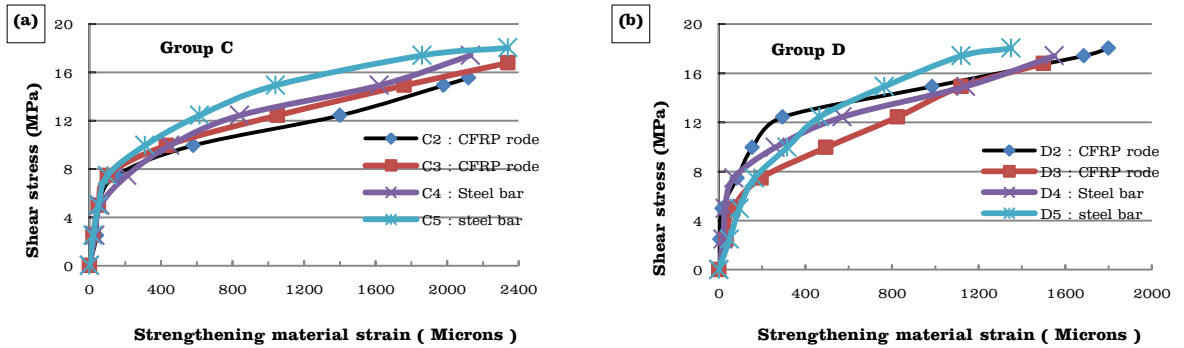 (a)
Group C
Shear stress (MPa)
20
16
12
8
4
0
0 400 800 1200 1600 2000 2400
Strengthening material strain ( Microns )
C2 : CFRP rode
C3 : CFRP rode
C4 : Steel bar
C5 : steel bar
(b)
Group D
Shear stress (MPa)
20
16
12
8
4
0
0 400 800 1200 1600 2000
Strengthening material strain ( Microns )
D2 : CFRP rode
D3 : CFRP rode
D4 : Steel bar
D5 : steel bar